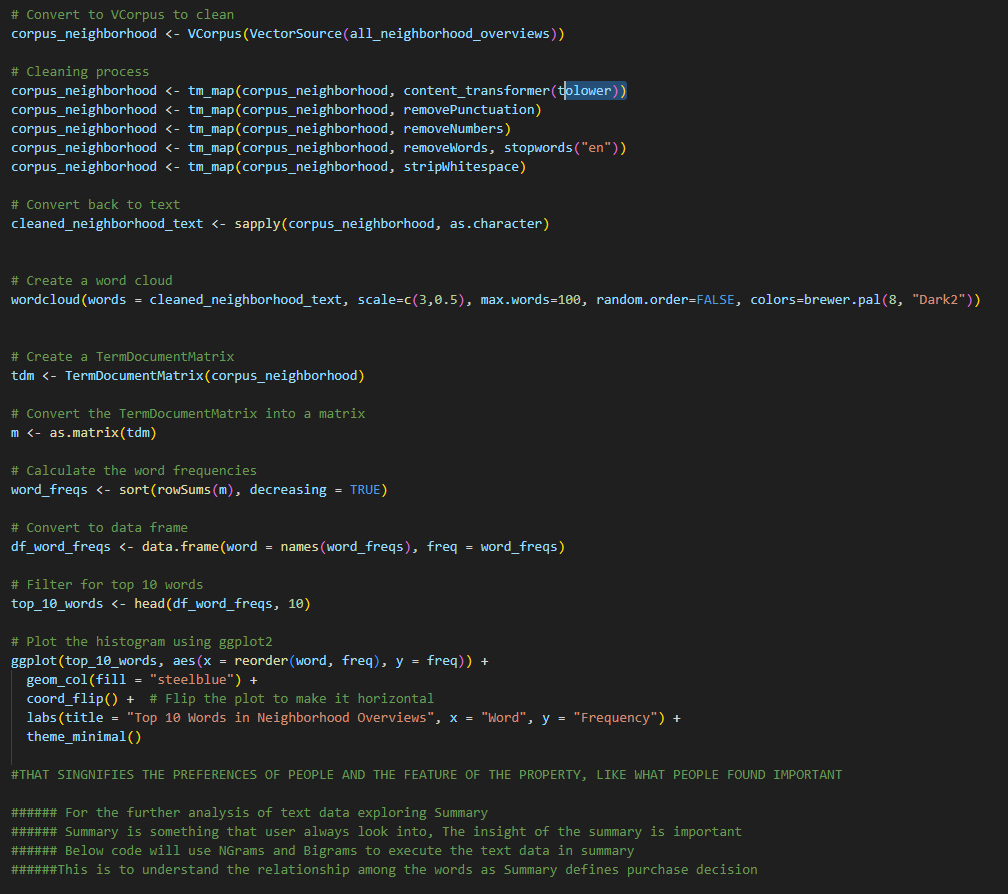 # Convert to VCorpus to clean
corpus_neighborhood <- VCorpus(VectorSource(all_neighborhood_overviews))
# Cleaning process
corpus_neighborhood <- tm_map(corpus_neighborhood, content_transformer(tolower))
corpus_neighborhood <- tm_map(corpus_neighborhood, removePunctuation)
corpus_neighborhood <- tm_map(corpus_neighborhood, removeNumbers)
corpus_neighborhood <- tm_map(corpus_neighborhood, removeWords, stopwords("en"))
corpus_neighborhood <- tm_map(corpus_neighborhood, stripWhitespace)
# Convert back to text
cleaned_neighborhood_text <- sapply(corpus_neighborhood, as.character)
# Create a word cloud
wordcloud(words = cleaned_neighborhood_text, scale=c(3,0.5), max.words=100, random.order=FALSE, colors=brewer.pal(8, "Dark2"))
# Create a TermDocumentMatrix
tdm <- TermDocumentMatrix(corpus_neighborhood)
# Convert the TermDocumentMatrix into a matrix
m <- as.matrix(tdm)
# Calculate the word frequencies
word_freqs <- sort(rowSums(m), decreasing = TRUE)
# Convert to data frame
df_word_freqs <- data.frame(word = names(word_freqs), freq = word_freqs)
# Filter for top 10 words
top_10_words <- head(df_word_freqs, 10)
# Plot the histogram using ggplot2
ggplot(top_10_words, aes(x = reorder(word, freq), y = freq)) +
  geom_col(fill = "steelblue") +
  coord_flip() +  # Flip the plot to make it horizontal
  labs(title = "Top 10 Words in Neighborhood Overviews", x = "Word", y = "Frequency") +
  theme_minimal()
#THAT SINGNIFIES THE PREFERENCES OF PEOPLE AND THE FEATURE OF THE PROPERTY, LIKE WHAT PEOPLE FOUND IMPORTANT
###### For the further analysis of text data exploring Summary
###### Summary is something that user always look into, The insight of the summary is important
###### Below code will use NGrams and Bigrams to execute the text data in summary
######This is to understand the relationship among the words as Summary defines purchase decision